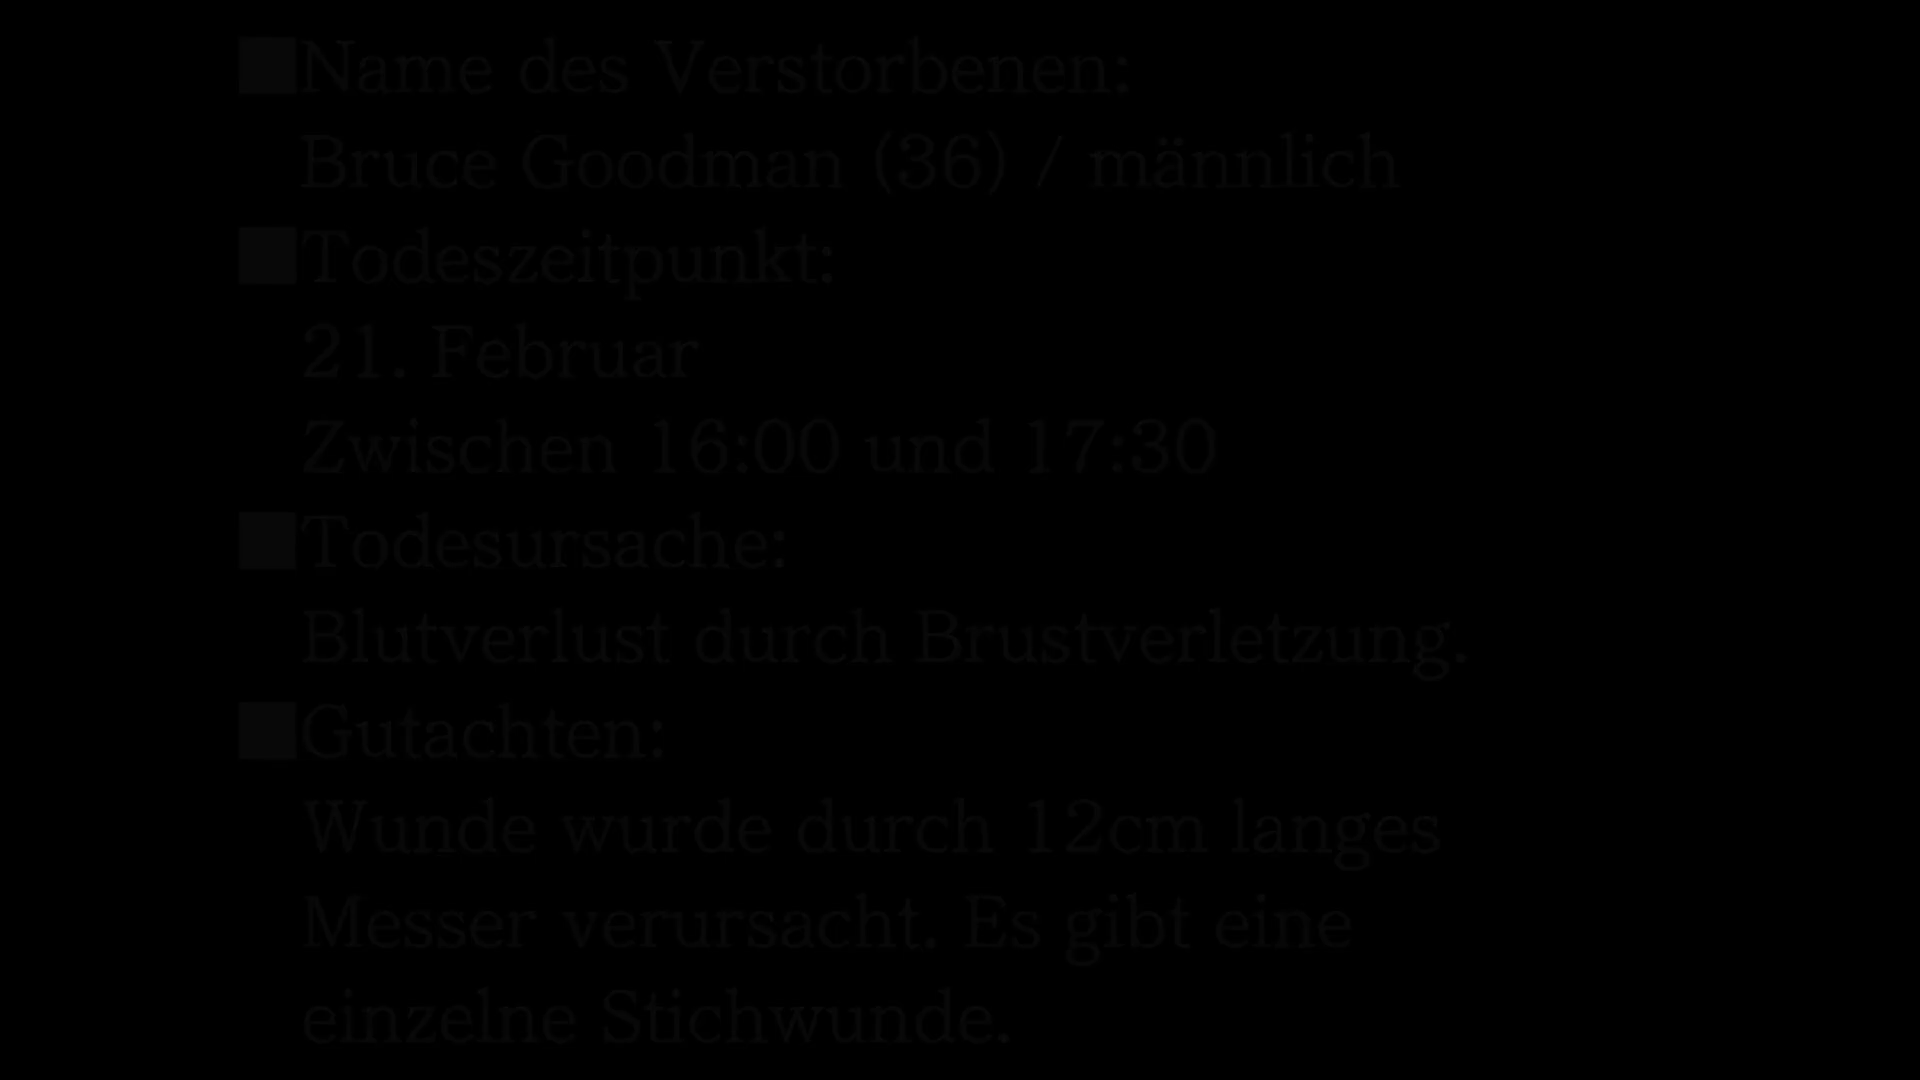 ■Name des Verstorbenen:
Bruce Goodman (36) / männlich
■Todeszeitpunkt:
21. Februar
Zwischen 16:00 und 17:30
■Todesursache:
Blutverlust durch Brustverletzung.
■Gutachten:
Wunde wurde durch 12cm langes
Messer verursacht. Es gibt eine
einzelne Stichwunde.